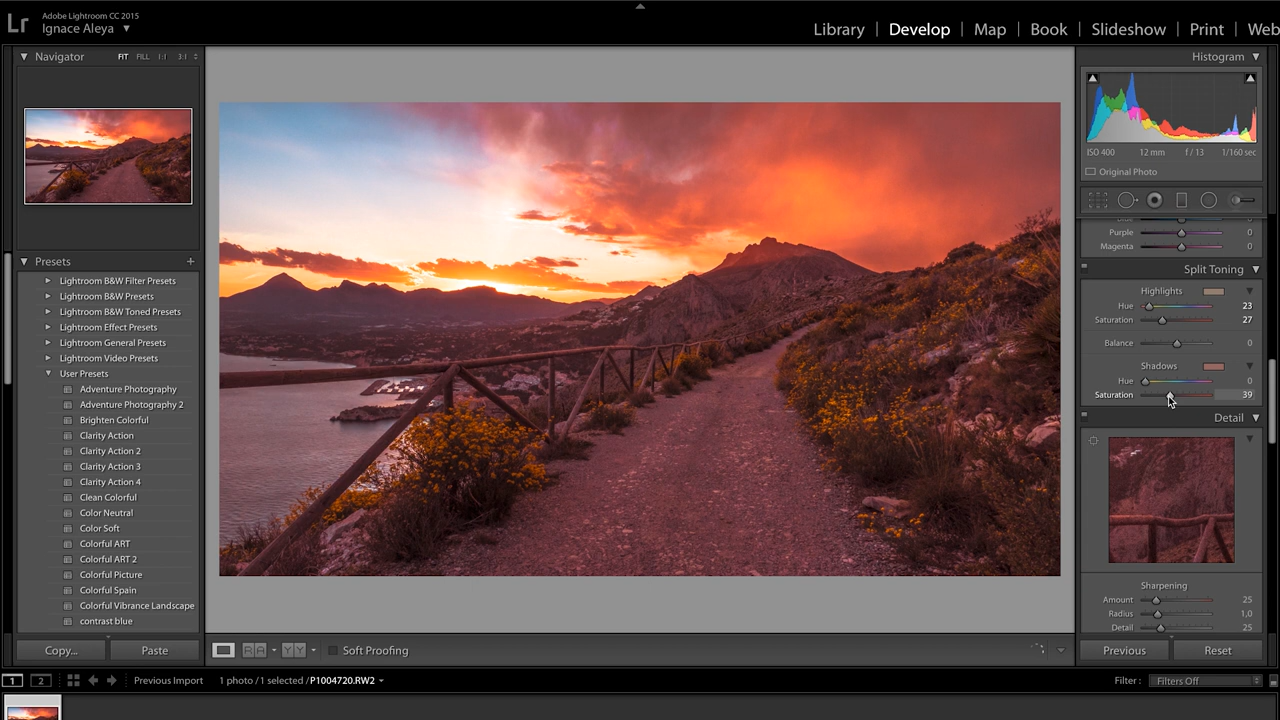 Lr
Adobe Lightroom CC 2015
Ignace Aleya
Library | Develop | Map | Book | Slideshow | Print | Web
Navigator FIT FILL 1:1 3:1
Histogram
ISO 400 12 mm f / 13 1/160 sec
Original Photo
Presets +
Lightroom B&W Filter Presets
Lightroom B&W Presets
Lightroom B&W Toned Presets
Lightroom Effect Presets
Lightroom General Presets
Lightroom Video Presets
User Presets
Adventure Photography
Adventure Photography 2
Brighten Colorful
Clarity Action
Clarity Action 2
Clarity Action 3
Clarity Action 4
Clean Colorful
Color Neutral
Color Soft
Colorful ART
Colorful ART 2
Colorful Picture
Colorful Spain
Colorful Vibrance Landscape
contrast blue
Purple 0
Magenta 0
Split Toning
Highlights
Hue 23
Saturation 27
Balance 0
Shadows
Hue 0
Saturation 39
Detail
Sharpening
Amount 25
Radius 1,0
Detail 25
Copy... Paste
R A Y Y Soft Proofing
Previous Reset
1 2 Previous Import 1 photo / 1 selected / P1004720.RW2 Filter : Filters Off